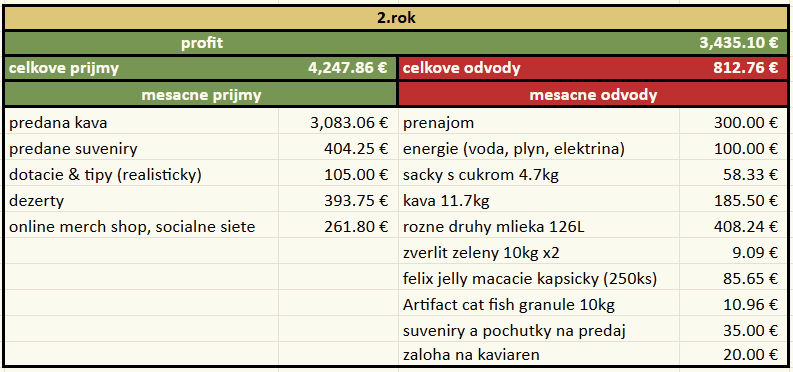 2.rok
profit 3,435.10 €
celkove prijmy 4,247.86 € celkove odvody 812.76 €
mesacne prijmy mesacne odvody
predana kava 3,083.06 € prenajom 300.00 €
predane suveniry 404.25 € energie (voda, plyn, elektrina) 100.00 €
dotacie & tipy (realisticky) 105.00 € sacky s cukrom 4.7kg 58.33 €
dezerty 393.75 € kava 11.7kg 185.50 €
online merch shop, socialne siete 261.80 € rozne druhy mlieka 126L 408.24 €
zverlit zeleny 10kg x2 9.09 €
felix jelly macacie kapsicky (250ks) 85.65 €
Artifact cat fish granule 10kg 10.96 €
suveniry a pochutky na predaj 35.00 €
zaloha na kaviaren 20.00 €